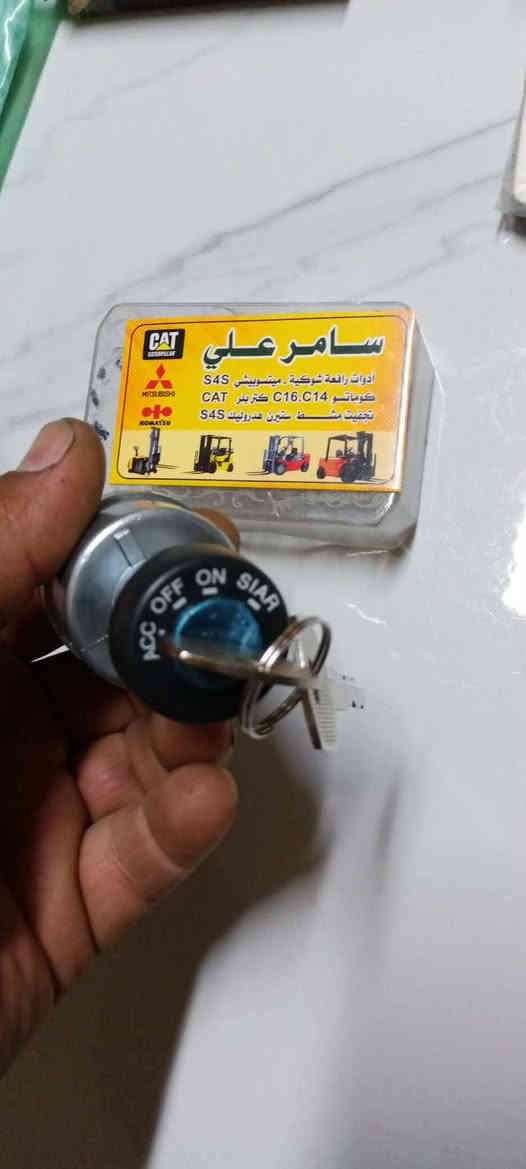 CAT
CATERPILLAR
MITSUBISHI
KOMATSU
سامر علي
أدوات رافعة شوكية . ميتسوبيشي S4S
كوماتسو C16.C14 كتربلر CAT
تجفيت مشط ستيرن هدروليك S4S
ACC OFF ON SIAR